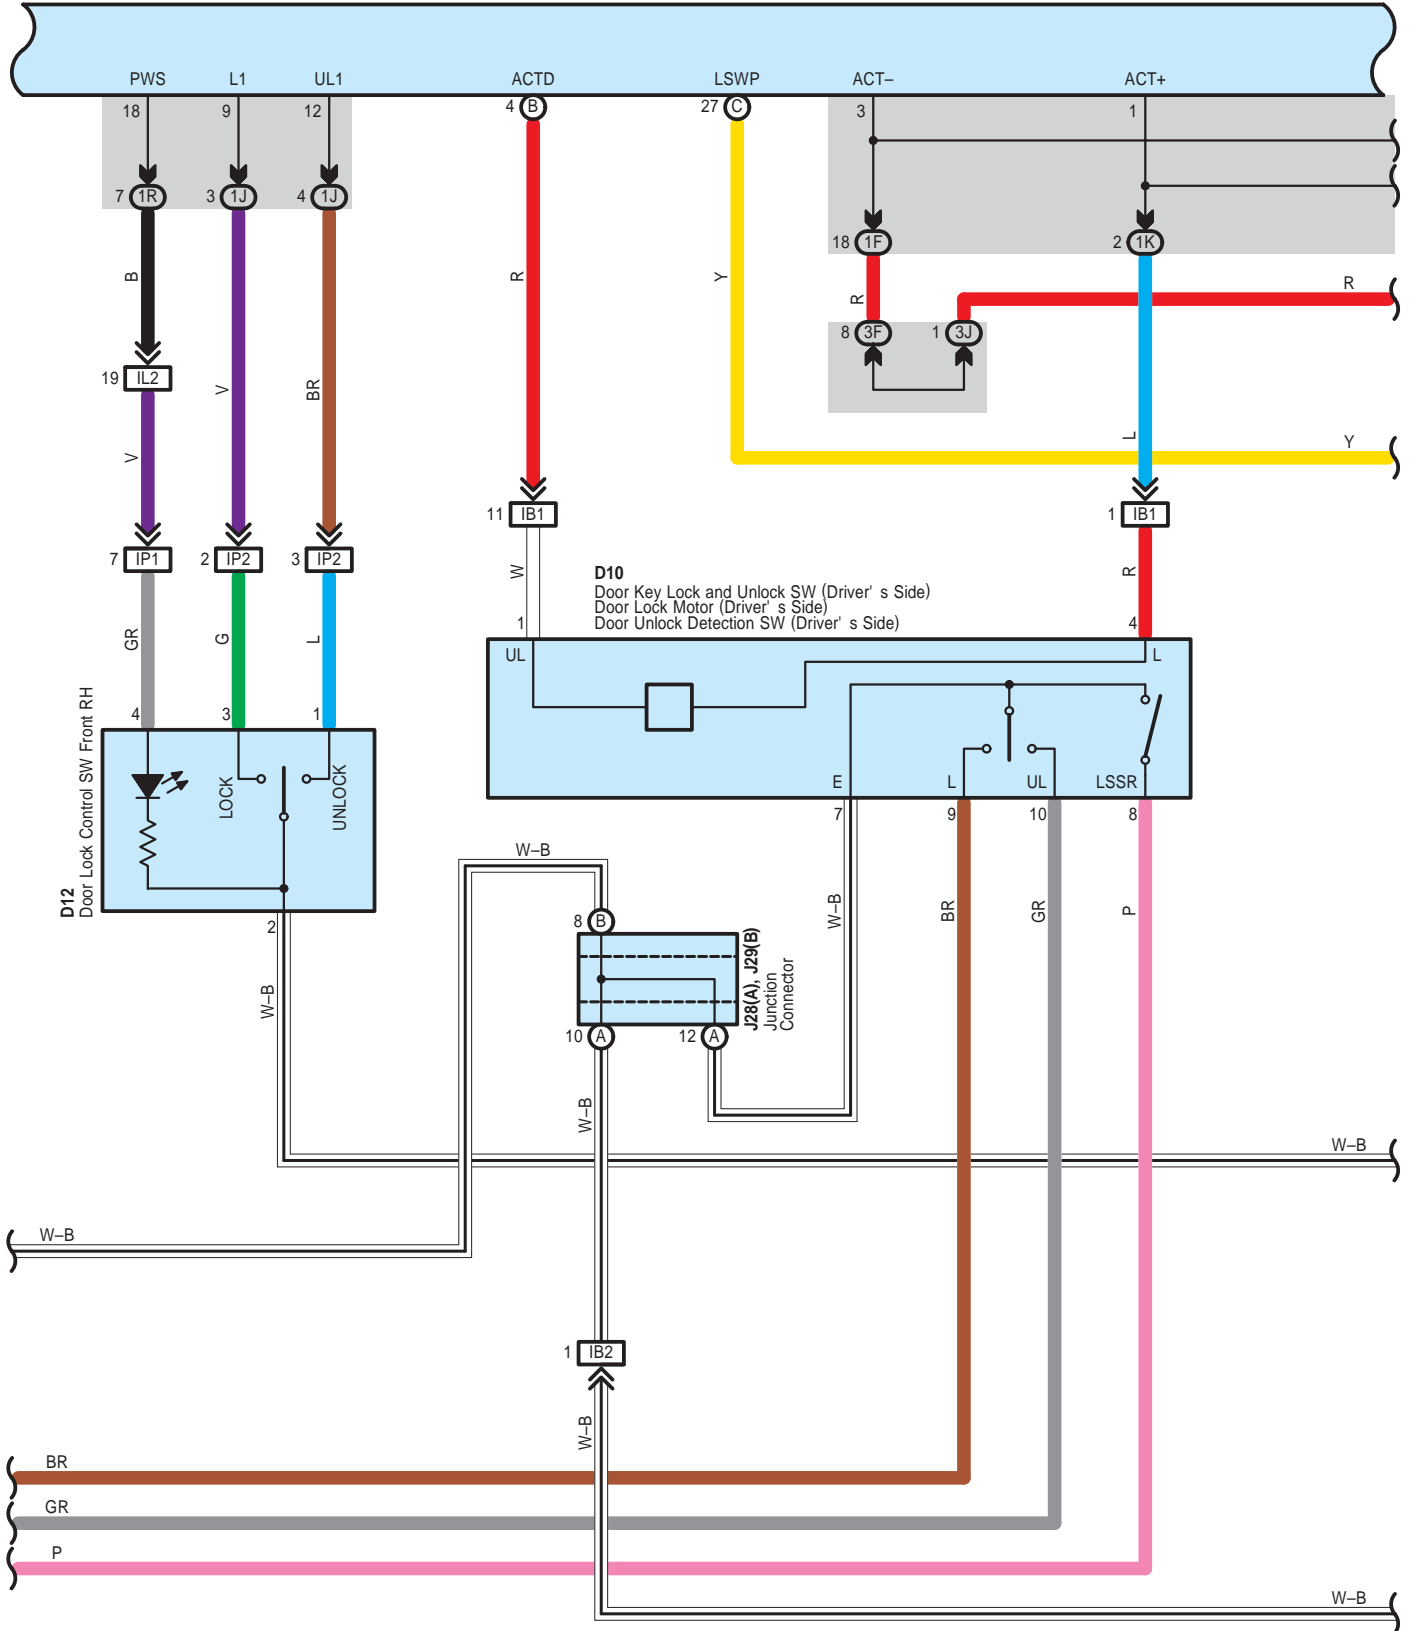 PWS L1 UL1 ACTD LSWP ACT– ACT+
18 9 12 4 B 27 C 3 1
7 1R 3 1J 4 1J
18 1F 2 1K
B R Y
R
R
8 3F 1 3J
19 IL2
V BR
V L Y
11 IB1 1 IB1
7 IP1 2 IP2 3 IP2
W R
D10
Door Key Lock and Unlock SW (Driver' s Side)
Door Lock Motor (Driver' s Side)
Door Unlock Detection SW (Driver' s Side)
GR G L
1 4
UL L
4 3 1
D12
Door Lock Control SW Front RH
LOCK
UNLOCK
E L UL LSSR
7 9 10 8
W–B
W–B BR GR P
8 B
2
W–B
J28(A), J29(B)
Junction
Connector
10 A 12 A
W–B
W–B
W–B
1 IB2
W–B
BR
GR
P
W–B